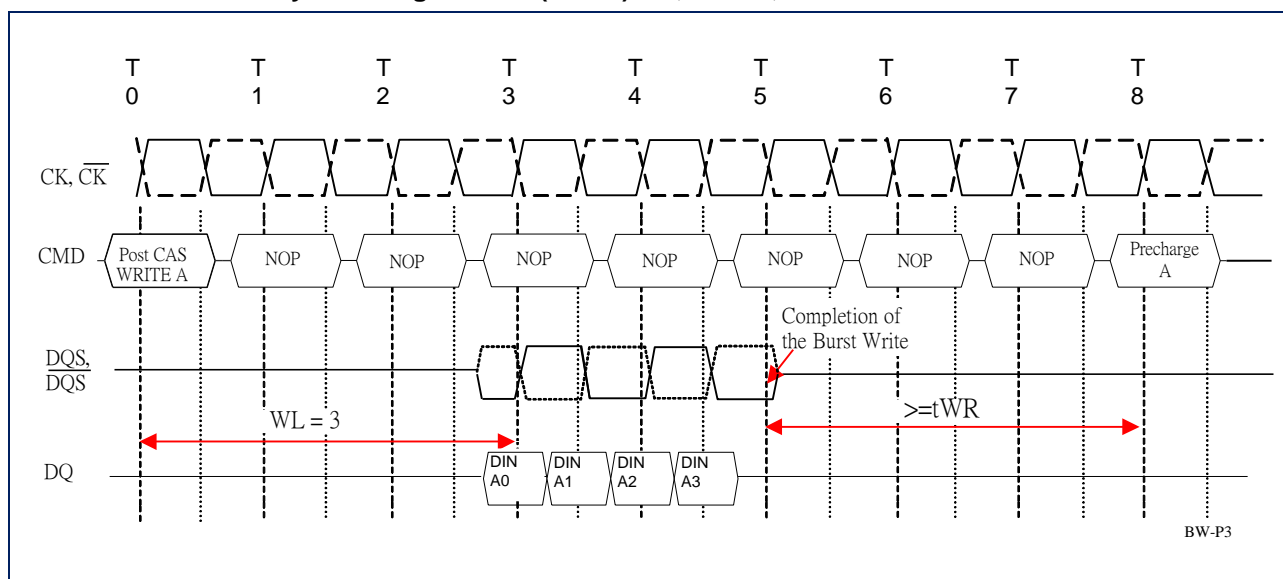 T T T T T T T T T
0 1 2 3 4 5 6 7 8
CK, CK
CMD
Post CAS
WRITE A
NOP
NOP
NOP
NOP
NOP
NOP
NOP
Precharge
A
Completion of
the Burst Write
DQS,
DQS
WL = 3
>=tWR
DQ
DIN
A0
DIN
A1
DIN
A2
DIN
A3
BW-P3